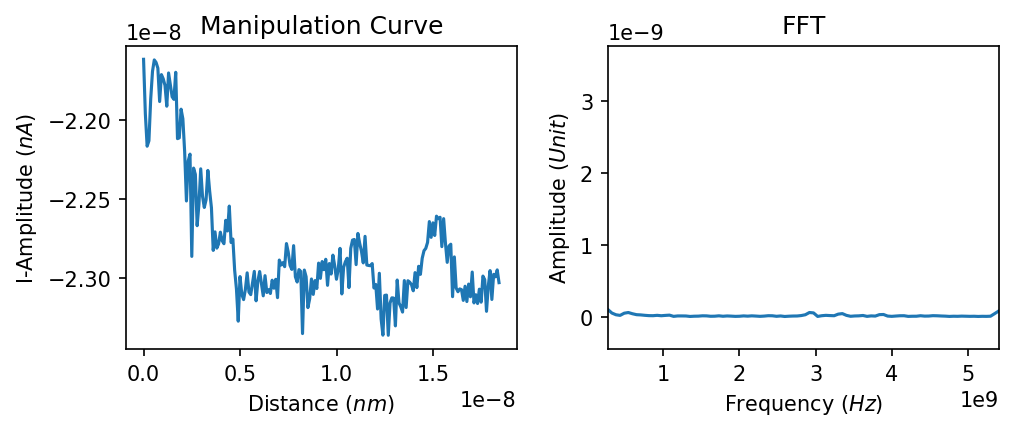 Manipulation Curve
1e−8
I-Amplitude (nA)
−2.20
−2.25
−2.30
0.0 0.5 1.0 1.5
1e−8
Distance (nm)
FFT
1e−9
Amplitude (Unit)
3
2
1
0
1 2 3 4 5
1e9
Frequency (Hz)